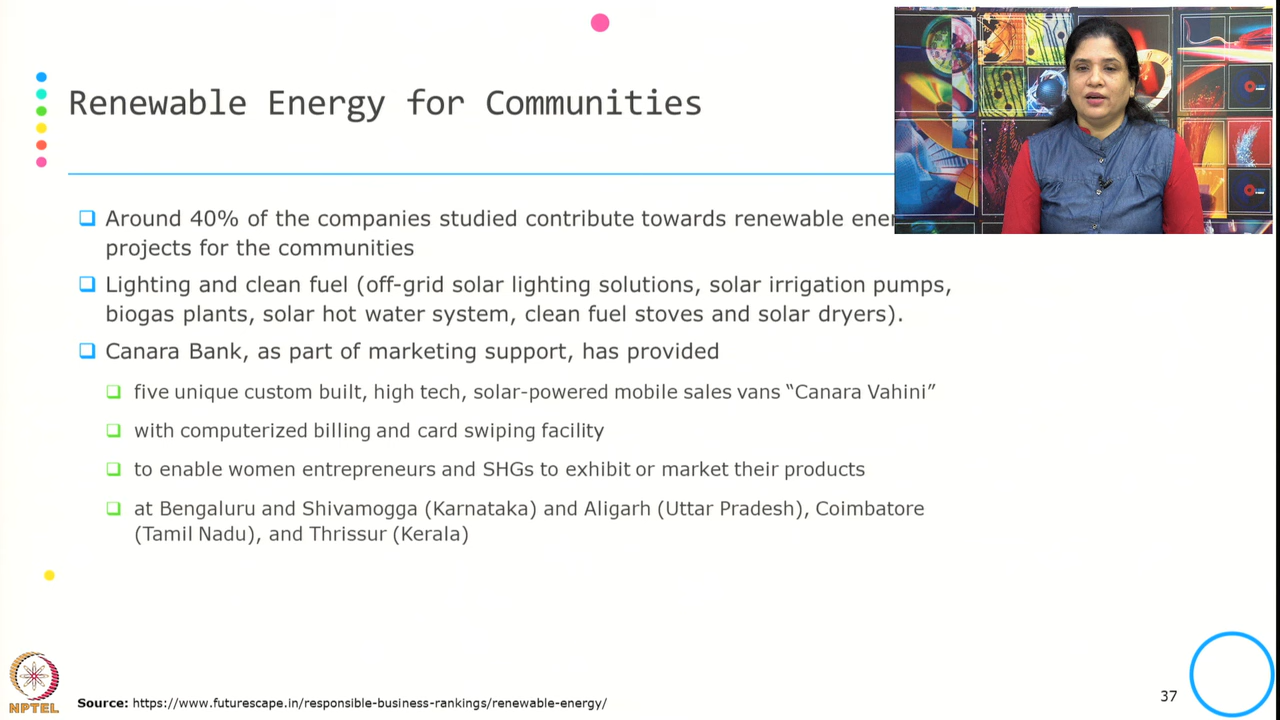 Renewable Energy for Communities
Around 40% of the companies studied contribute towards renewable
projects for the communities
Lighting and clean fuel (off-grid solar lighting solutions, solar irrigation pumps,
biogas plants, solar hot water system, clean fuel stoves and solar dryers).
Canara Bank, as part of marketing support, has provided
five unique custom built, high tech, solar-powered mobile sales vans “Canara Vahini”
with computerized billing and card swiping facility
to enable women entrepreneurs and SHGs to exhibit or market their products
at Bengaluru and Shivamogga (Karnataka) and Aligarh (Uttar Pradesh), Coimbatore
(Tamil Nadu), and Thrissur (Kerala)
NPTEL
Source: https://www.futurescape.in/responsible-business-rankings/renewable-energy/
37